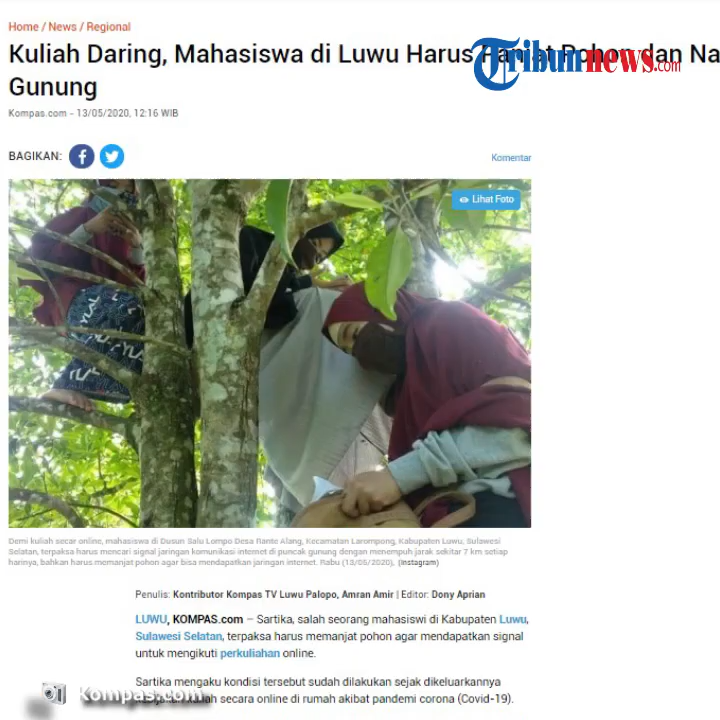 Home / News / Regional
Kuliah Daring, Mahasiswa di Luwu Harus Panjat Pohon dan Na
Gunung
Tribunnews.com
Kompas.com - 13/05/2020, 12:16 WIB
BAGIKAN:
Komentar
Lihat Foto
Demi kuliah secar online, mahasiswa di Dusun Salu Lompo Desa Rante Alang, Kecamatan Larompong, Kabupaten Luwu, Sulawesi
Selatan, terpaksa harus mencari signal jaringan komunikasi internet di puncak gunung dengan menempuh jarak sekitar 7 km setiap
harinya, bahkan harus memanjat pohon agar bisa mendapatkan jaringan internet. Rabu (13/05/2020), (Instagram)
Penulis: Kontributor Kompas TV Luwu Palopo, Amran Amir | Editor: Dony Aprian
LUWU, KOMPAS.com – Sartika, salah seorang mahasiswi di Kabupaten Luwu,
Sulawesi Selatan, terpaksa harus memanjat pohon agar mendapatkan signal
untuk mengikuti perkuliahan online.
Sartika mengaku kondisi tersebut sudah dilakukan sejak dikeluarkannya
kuliah secara online di rumah akibat pandemi corona (Covid-19).
Kompas.com